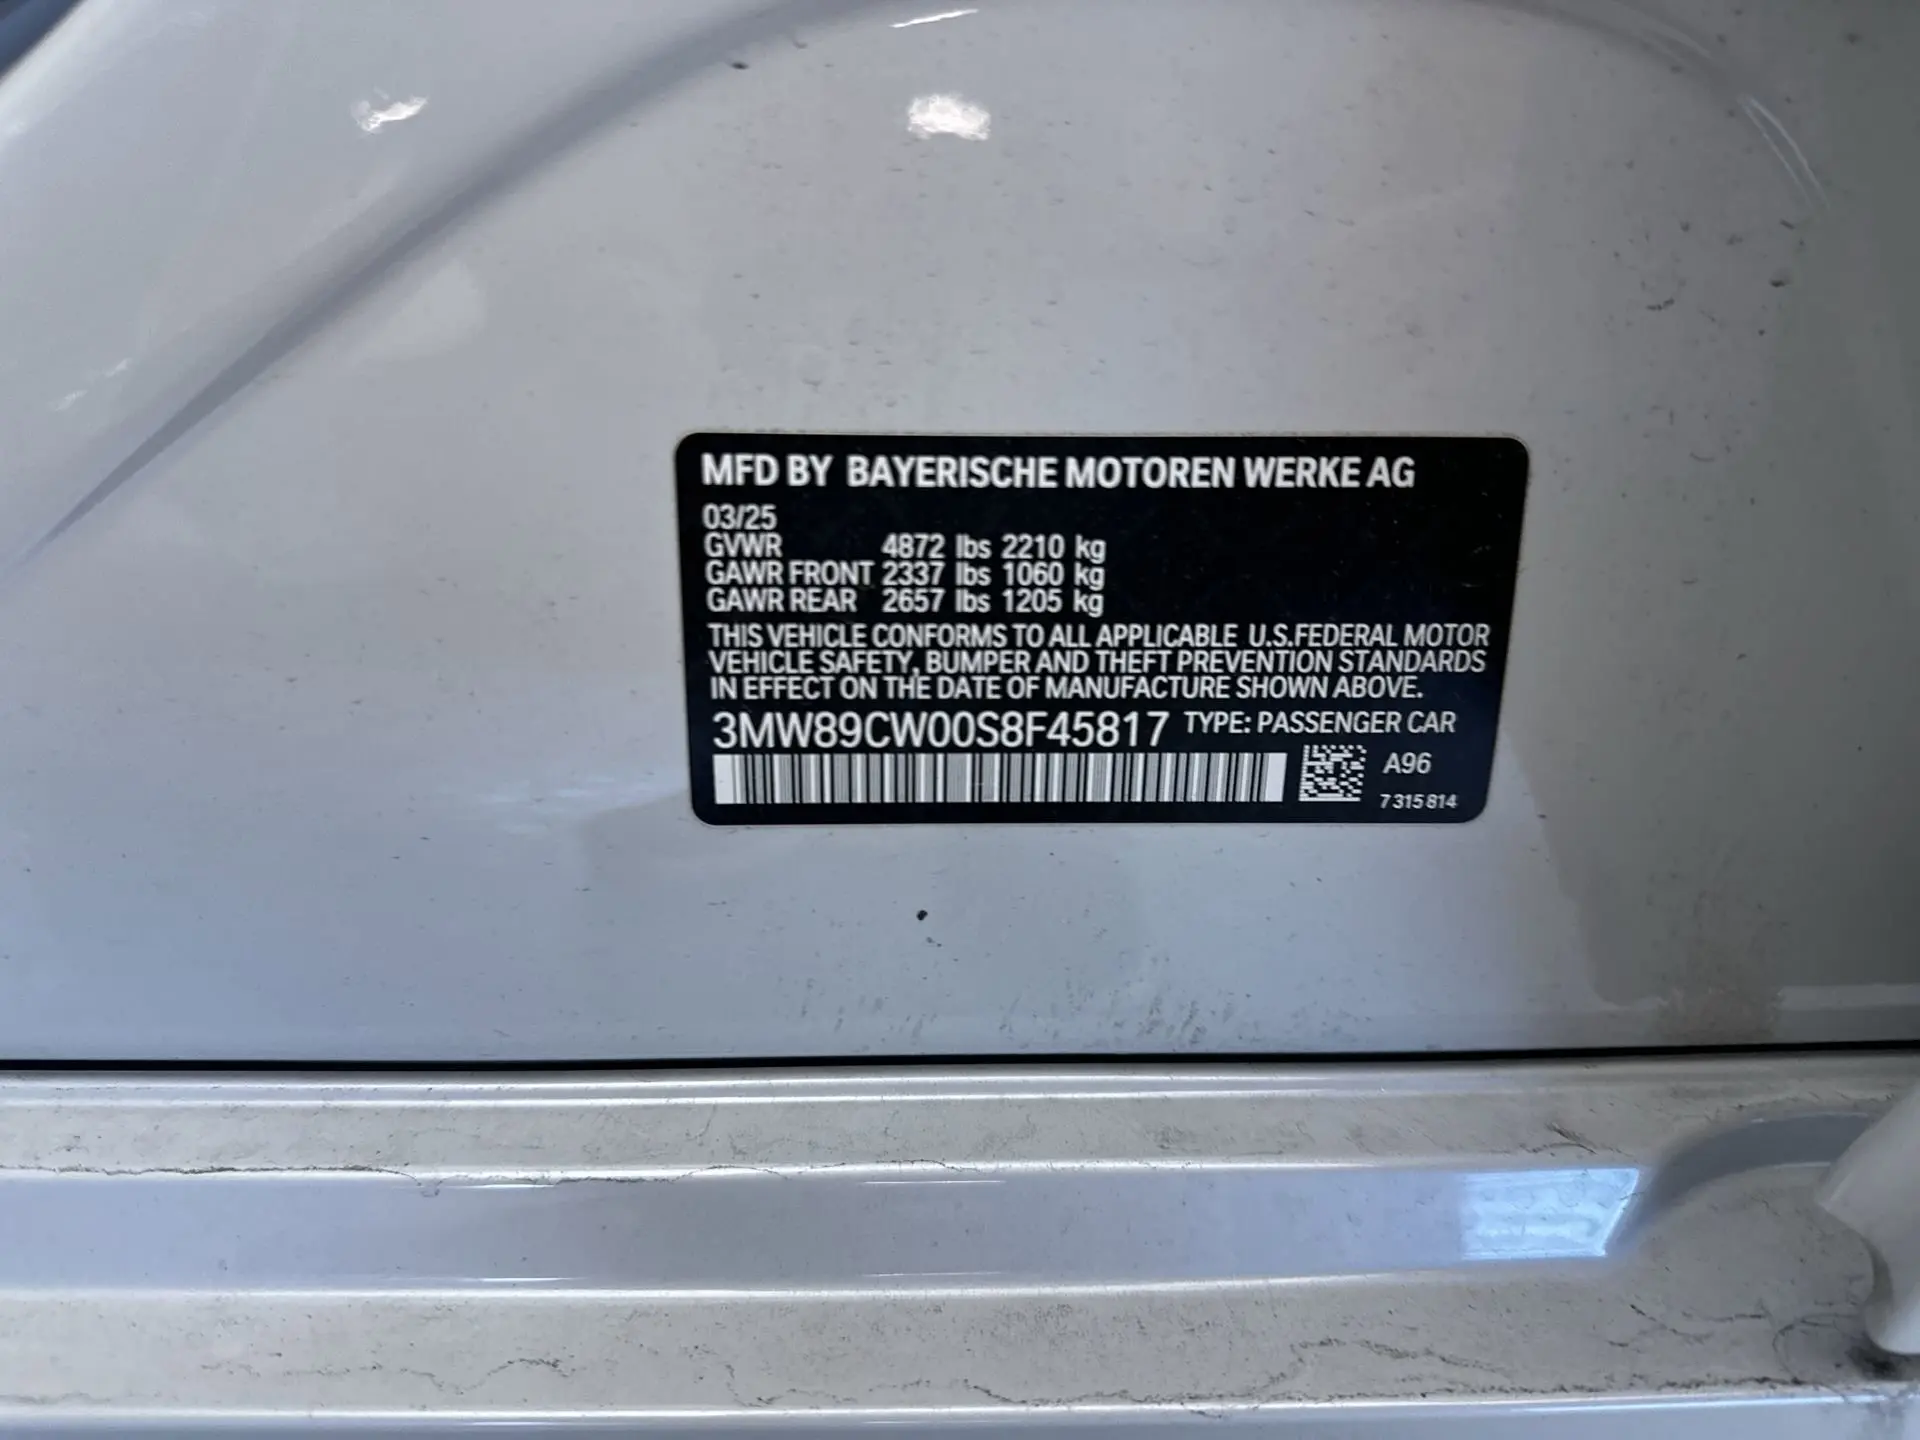 MFD BY BAYERISCHE MOTOREN WERKE AG
03/25
GVWR 4872 lbs 2210 kg
GAWR FRONT 2337 lbs 1060 kg
GAWR REAR 2657 lbs 1205 kg
THIS VEHICLE CONFORMS TO ALL APPLICABLE U.S.FEDERAL MOTOR
VEHICLE SAFETY, BUMPER AND THEFT PREVENTION STANDARDS
IN EFFECT ON THE DATE OF MANUFACTURE SHOWN ABOVE.
3MW89CW00S8F45817 TYPE: PASSENGER CAR
A96
7 315 814